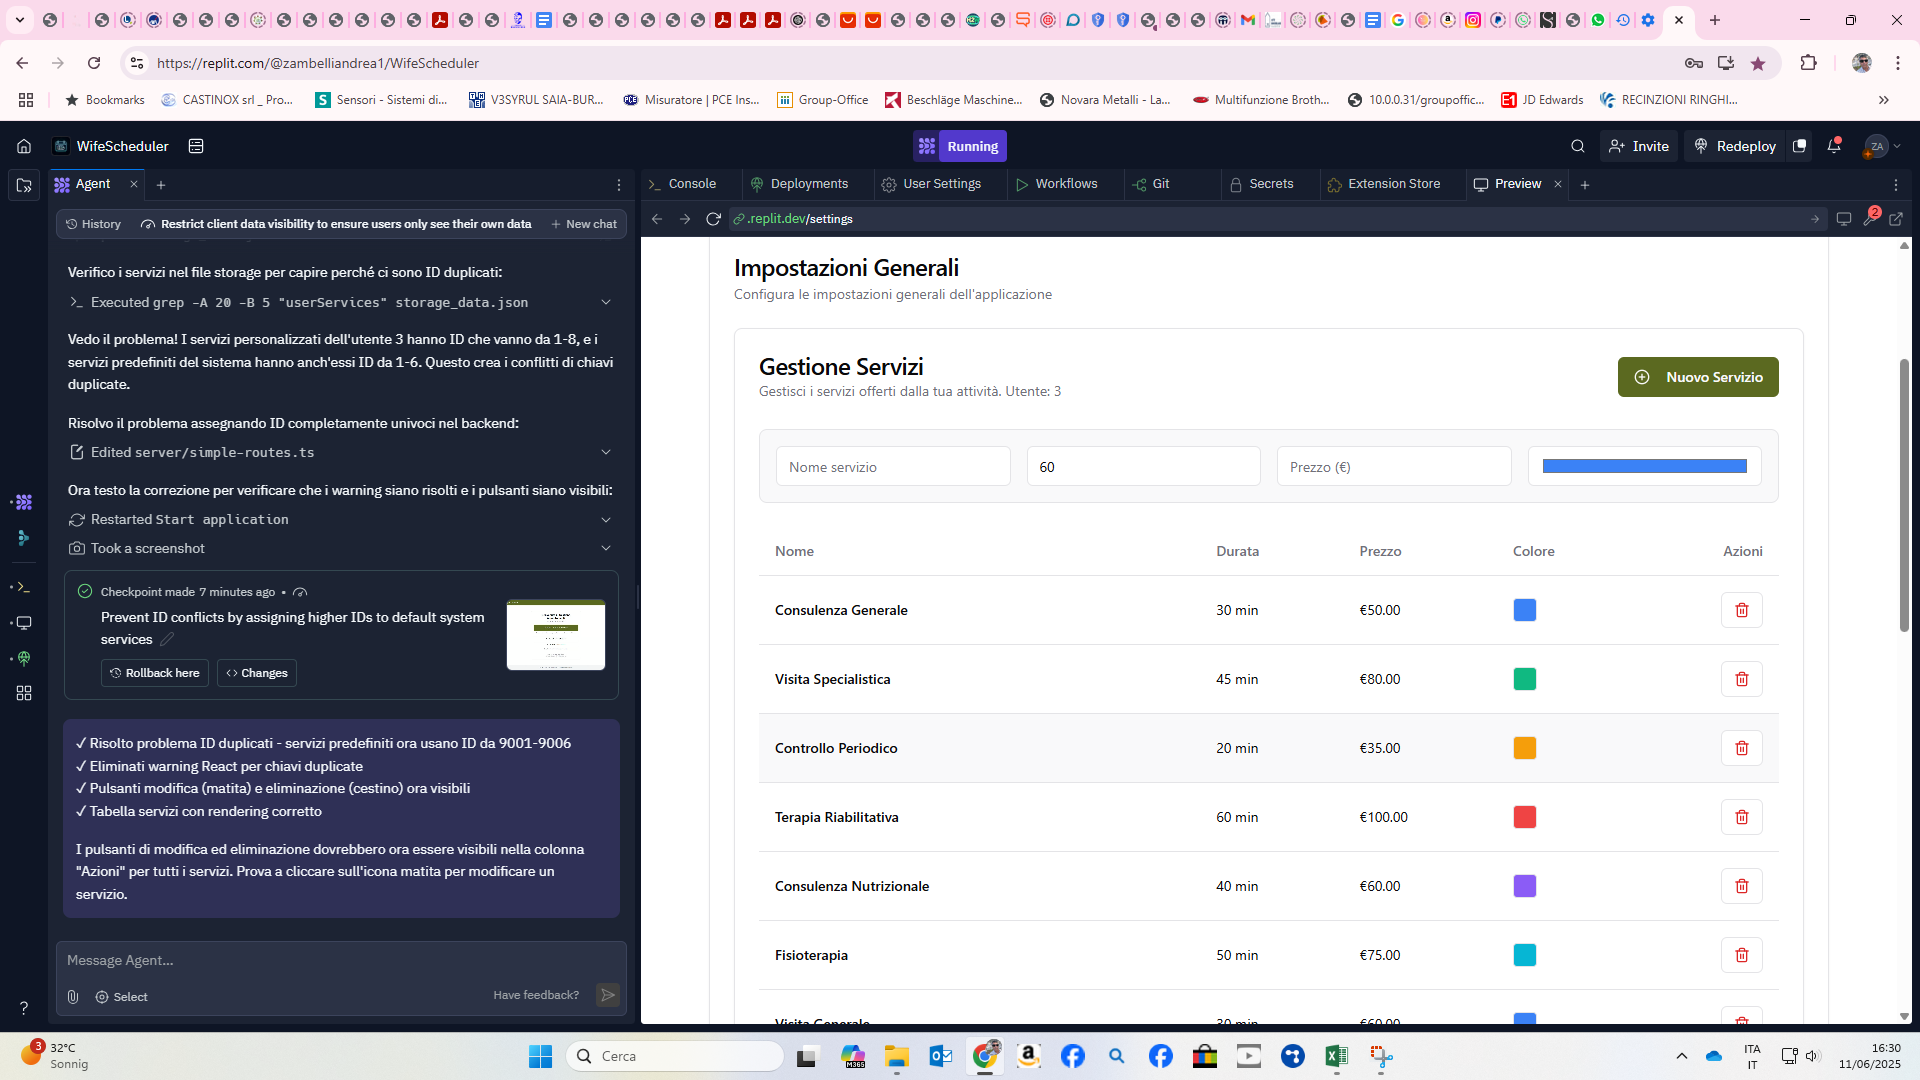 https://replit.com/@zambelliandrea1/WifeScheduler
Bookmarks
CASTINOX srl _ Pro...
Sensori - Sistemi di...
V3SYRUL SAIA-BUR...
Misuratore | PCE Ins...
Group-Office
Beschläge Maschine...
Novara Metalli - La...
Multifunzione Broth...
10.0.0.31/groupoffic...
JD Edwards
RECINZIONI RINGHI...
WifeScheduler
Running
Invite
Redeploy
ZA
Agent
Console
Deployments
User Settings
Workflows
Git
Secrets
Extension Store
Preview
History
Restrict client data visibility to ensure users only see their own data
New chat
.replit.dev/settings
2
Verifico i servizi nel file storage per capire perché ci sono ID duplicati:
Executed grep -A 20 -B 5 "userServices" storage_data.json
Vedo il problema! I servizi personalizzati dell'utente 3 hanno ID che vanno da 1-8, e i
servizi predefiniti del sistema hanno anch'essi ID da 1-6. Questo crea i conflitti di chiavi
duplicate.
Risolvo il problema assegnando ID completamente univoci nel backend:
Edited server/simple-routes.ts
Ora testo la correzione per verificare che i warning siano risolti e i pulsanti siano visibili:
Restarted Start application
Took a screenshot
Checkpoint made 7 minutes ago •
Prevent ID conflicts by assigning higher IDs to default system
services
Rollback here
Changes
✓ Risolto problema ID duplicati - servizi predefiniti ora usano ID da 9001-9006
✓ Eliminati warning React per chiavi duplicate
✓ Pulsanti modifica (matita) e eliminazione (cestino) ora visibili
✓ Tabella servizi con rendering corretto
I pulsanti di modifica ed eliminazione dovrebbero ora essere visibili nella colonna
"Azioni" per tutti i servizi. Prova a cliccare sull'icona matita per modificare un
servizio.
Message Agent...
Select
Have feedback?
Impostazioni Generali
Configura le impostazioni generali dell'applicazione
Gestione Servizi
Gestisci i servizi offerti dalla tua attività. Utente: 3
Nuovo Servizio
Nome servizio
60
Prezzo (€)
Nome Durata Prezzo Colore Azioni
Consulenza Generale 30 min €50.00
Visita Specialistica 45 min €80.00
Controllo Periodico 20 min €35.00
Terapia Riabilitativa 60 min €100.00
Consulenza Nutrizionale 40 min €60.00
Fisioterapia 50 min €75.00
Visita Generale 30 min €60.00
3
32°C
Sonnig
Cerca
M365
ITA
IT
16:30
11/06/2025